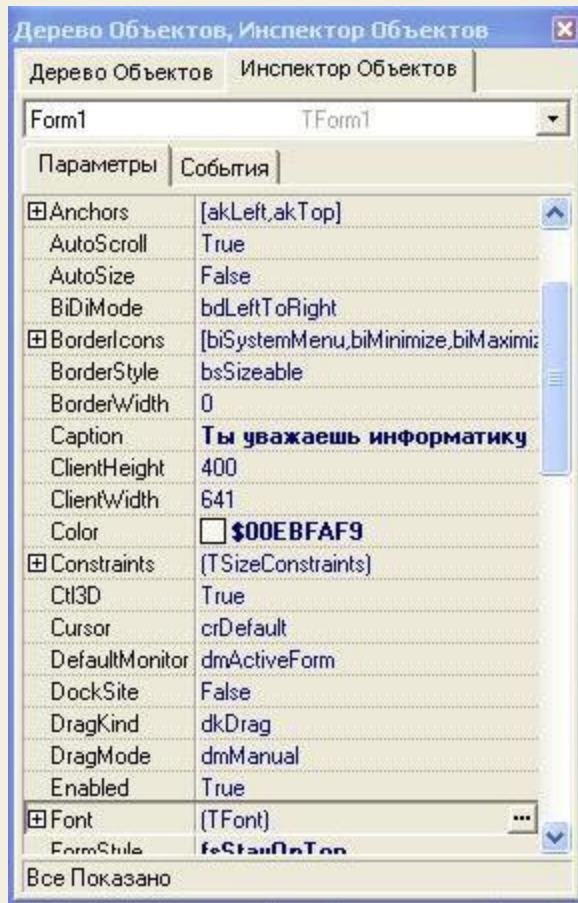 Дерево Объектов, Инспектор Объектов
Дерево Объектов Инспектор Объектов
Form1 TForm1
Параметры События
Anchors [akLeft,akTop]
AutoScroll True
AutoSize False
BiDiMode bdLeftToRight
BorderIcons [biSystemMenu,biMinimize,biMaximiz
BorderStyle bsSizeable
BorderWidth 0
Caption Ты уважаешь информатику
ClientHeight 400
ClientWidth 641
Color $00EBFAF9
Constraints (TSizeConstraints)
Ctl3D True
Cursor crDefault
DefaultMonitor dmActiveForm
DockSite False
DragKind dkDrag
DragMode dmManual
Enabled True
Font (TFont)
FormStyle fsStayOnTop
Все Показано